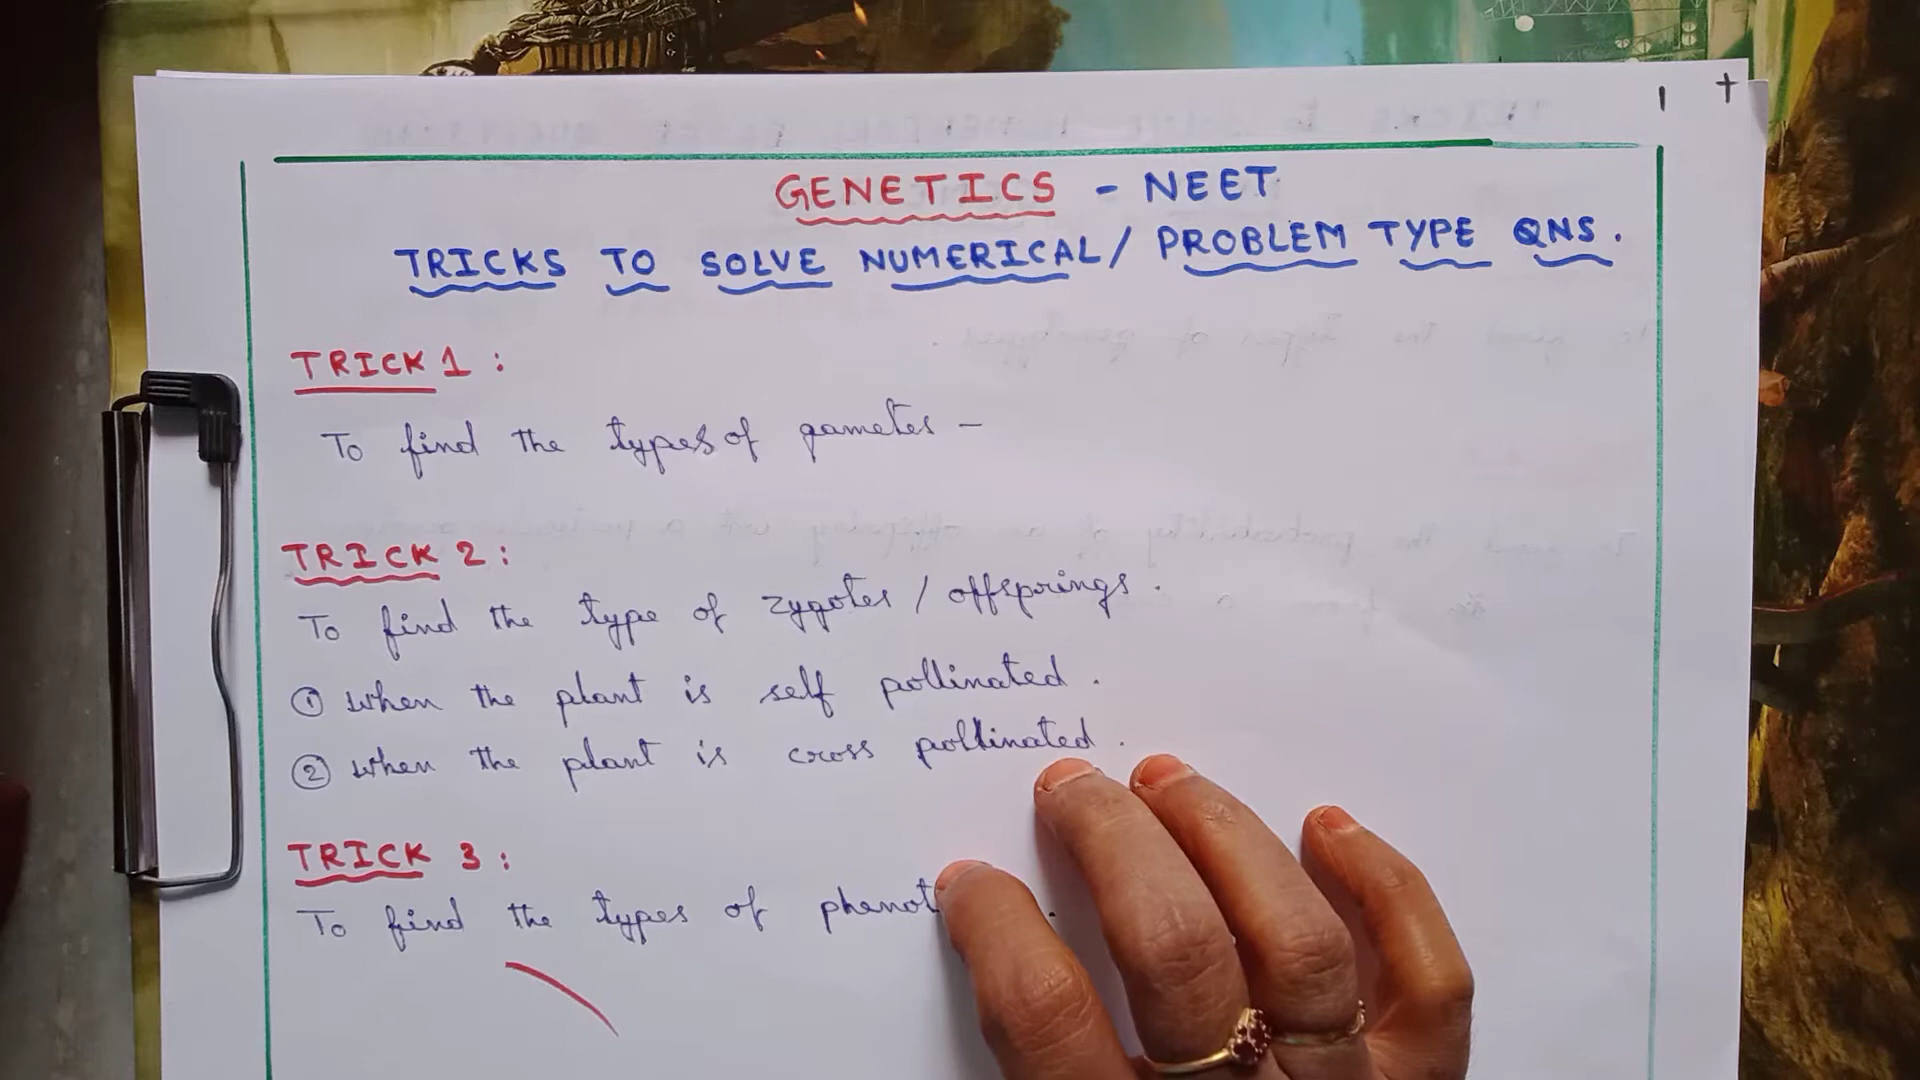 GENETICS - NEET
TRICKS TO SOLVE NUMERICAL/ PROBLEM TYPE QNS.
TRICK 1 :
To find the types of gametes -
TRICK 2 :
To find the type of zygotes / offsprings.
① when the plant is self pollinated.
② when the plant is cross pollinated.
TRICK 3 :
To find the types of phenot